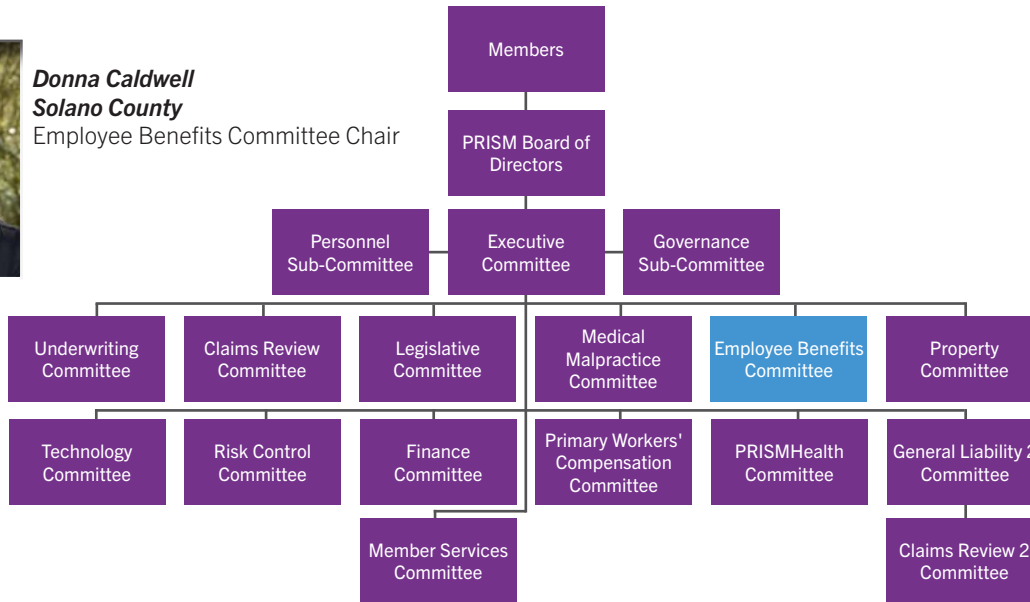 Donna Caldwell
Solano County
Employee Benefits Committee Chair
Members
PRISM Board of
Directors
Personnel
Sub-Committee
Executive
Committee
Governance
Sub-Committee
Underwriting
Committee
Claims Review
Committee
Legislative
Committee
Medical
Malpractice
Committee
Employee Benefits
Committee
Property
Committee
Technology
Committee
Risk Control
Committee
Finance
Committee
Primary Workers'
Compensation
Committee
PRISMHealth
Committee
General Liability 2
Committee
Member Services
Committee
Claims Review 2
Committee